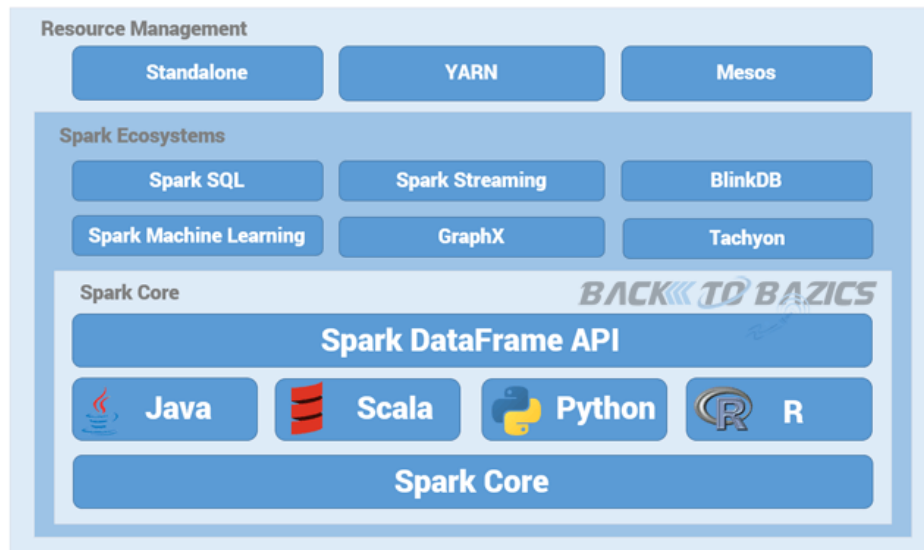 Resource Management
Standalone YARN Mesos
Spark Ecosystems
Spark SQL Spark Streaming BlinkDB
Spark Machine Learning GraphX Tachyon
Spark Core
BACK TO BAZICS
Spark DataFrame API
Java Scala Python R
Spark Core